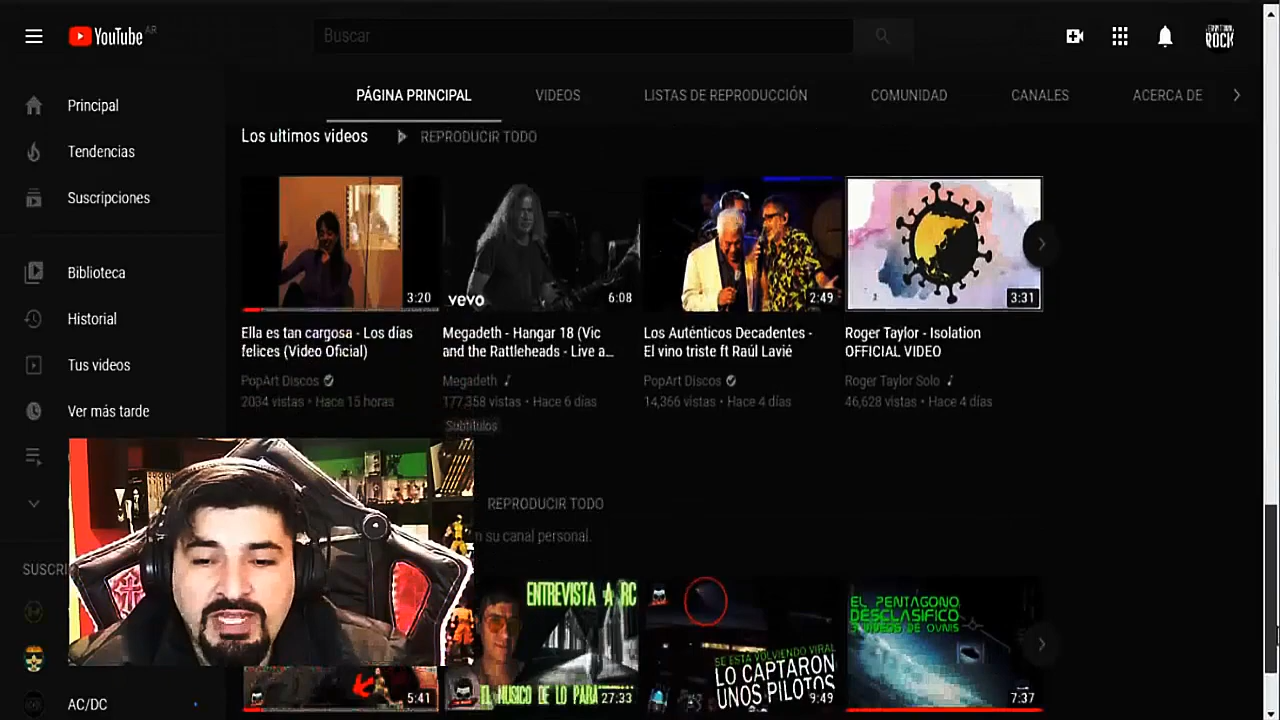 YouTube AR
Buscar
TERRITORIO ROCK
Principal
Tendencias
Suscripciones
Biblioteca
Historial
Tus videos
Ver más tarde
SUSCRI
AC/DC
PÁGINA PRINCIPAL VIDEOS LISTAS DE REPRODUCCIÓN COMUNIDAD CANALES ACERCA DE
Los ultimos videos REPRODUCIR TODO
3:20
vevo 6:08
2:49
3:31
Ella es tan cargosa - Los días
felices (Video Oficial)
PopArt Discos
2034 vistas • Hace 15 horas
Megadeth - Hangar 18 (Vic
and the Rattleheads - Live a...
Megadeth
177,358 vistas • Hace 6 días
Subtítulos
Los Auténticos Decadentes -
El vino triste ft Raúl Lavié
PopArt Discos
14,366 vistas • Hace 4 días
Roger Taylor - Isolation
OFFICIAL VIDEO
Roger Taylor Solo
46,628 vistas • Hace 4 días
REPRODUCIR TODO
n su canal personal.
5:41
ENTREVISTA A RC
EL MUSICO DE LO PARA
27:33
SE ESTA VOLVIENDO VIRAL
LO CAPTARON
UNOS PILOTOS
9:49
EL PENTAGONO
DESCLASIFICO
3 VIDEOS DE OVNIS
7:37